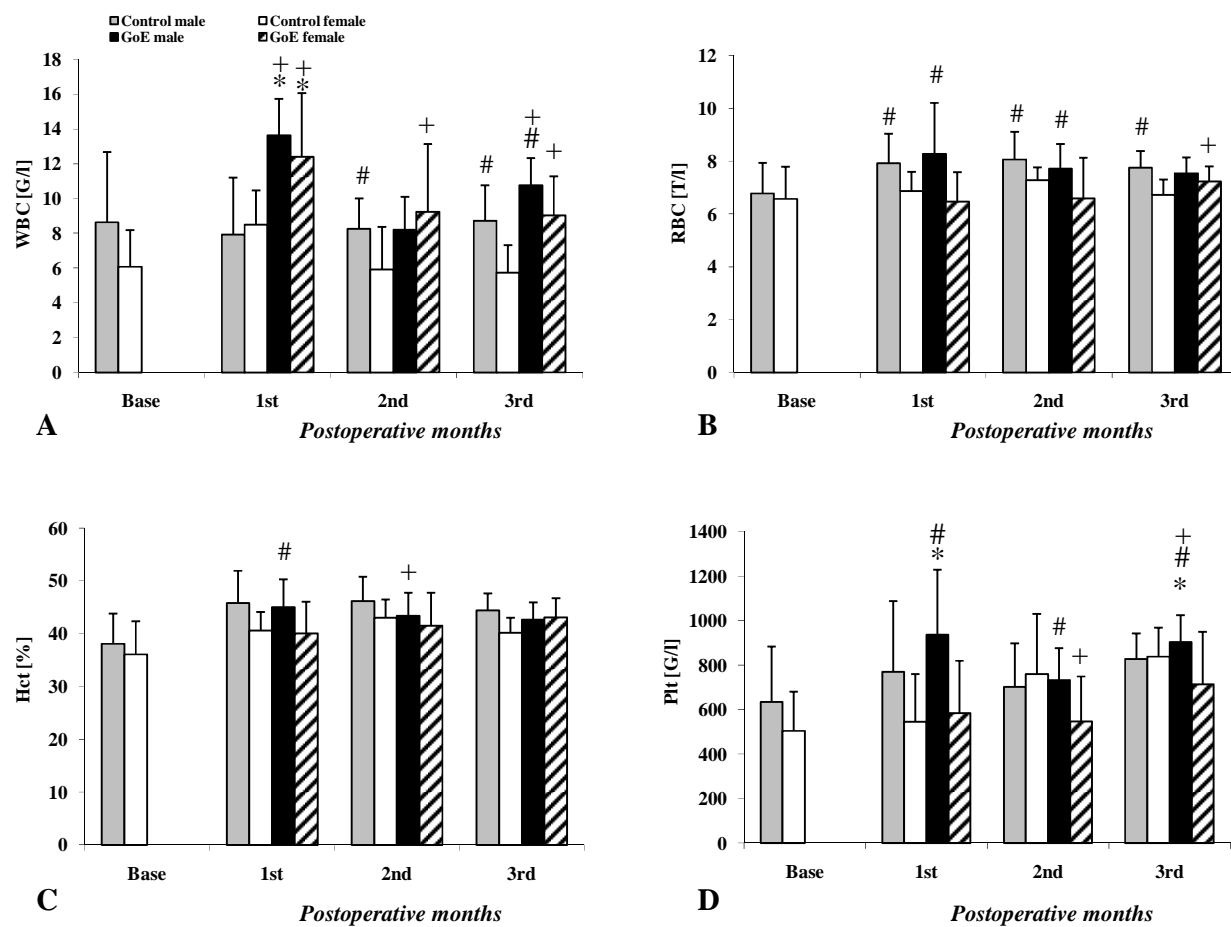 Control male Control female
GoE male GoE female
WBC [G/l]
18
16
14
12
10
8
6
4
2
0
+ + + + +
* * # # #
Base 1st 2nd 3rd
A
Postoperative months
RBC [T/l]
12
10
8
6
4
2
0
# # # # # +
Base 1st 2nd 3rd
B
Postoperative months
Hct [%]
60
50
40
30
20
10
0
# +
Base 1st 2nd 3rd
C
Postoperative months
Plt [G/l]
1400
1200
1000
800
600
400
200
0
# +
* # + #
*
Base 1st 2nd 3rd
D
Postoperative months